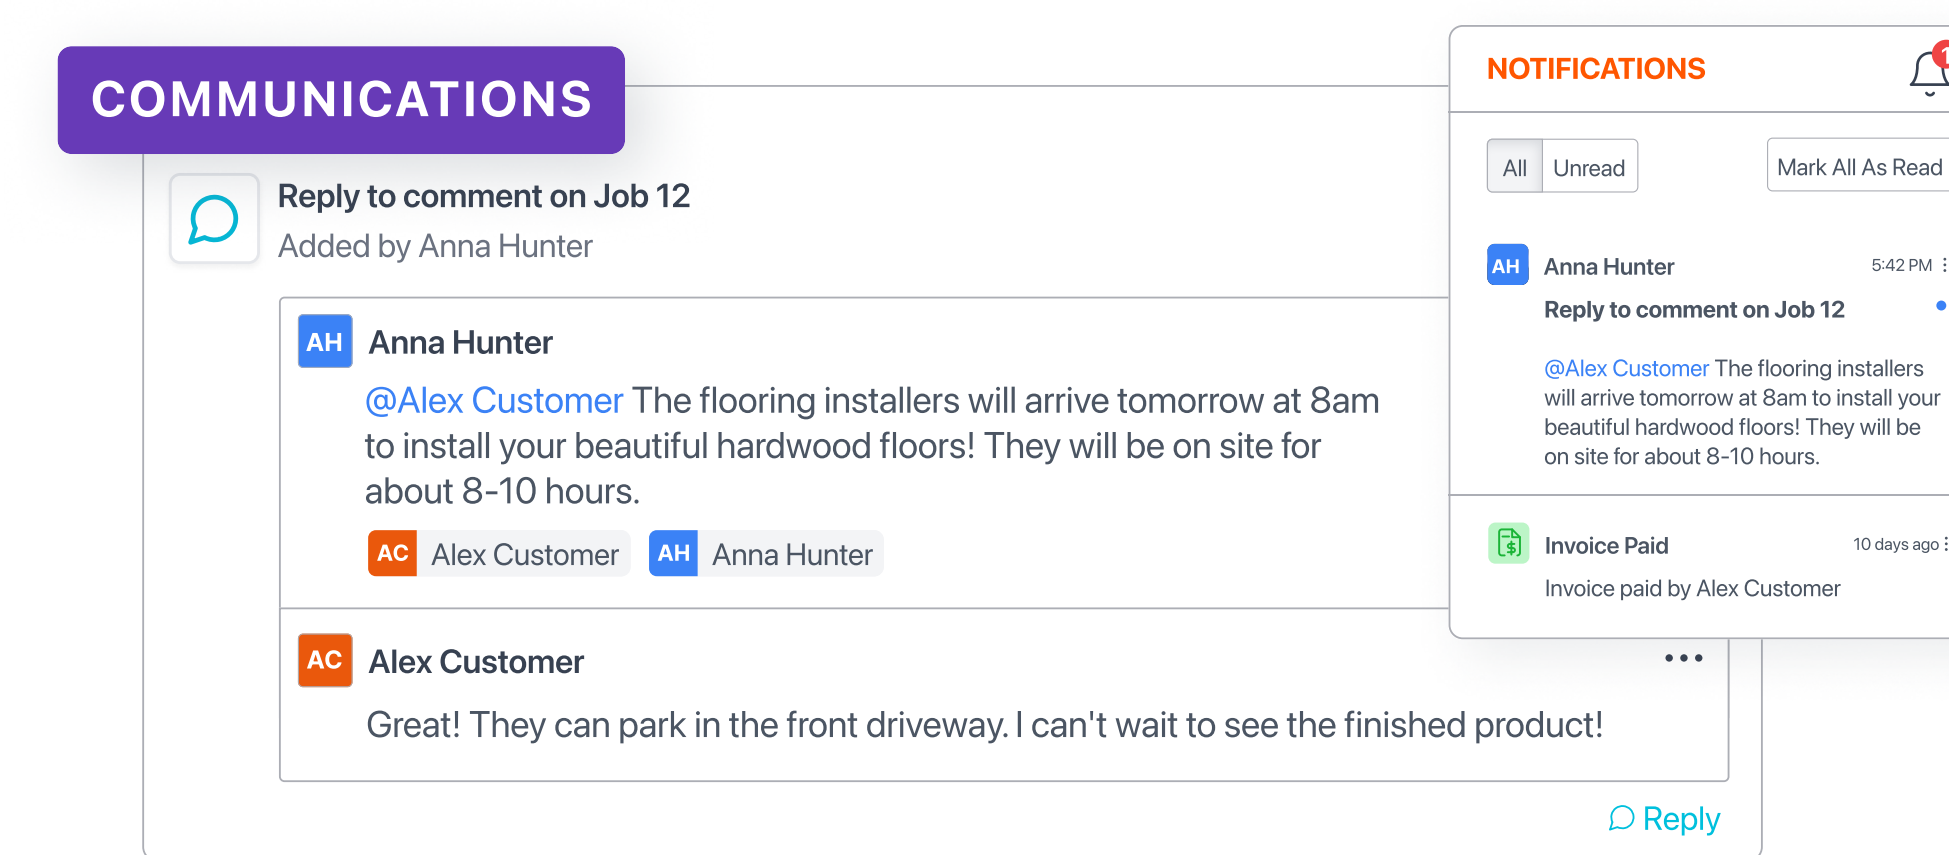 COMMUNICATIONS
Reply to comment on Job 12
Added by Anna Hunter
AH Anna Hunter
@Alex Customer The flooring installers will arrive tomorrow at 8am
to install your beautiful hardwood floors! They will be on site for
about 8-10 hours.
AC Alex Customer AH Anna Hunter
AC Alex Customer
Great! They can park in the front driveway. I can't wait to see the finished product!
Reply
NOTIFICATIONS
All Unread Mark All As Read
AH Anna Hunter 5:42 PM
Reply to comment on Job 12
@Alex Customer The flooring installers
will arrive tomorrow at 8am to install your
beautiful hardwood floors! They will be
on site for about 8-10 hours.
Invoice Paid 10 days ago
Invoice paid by Alex Customer